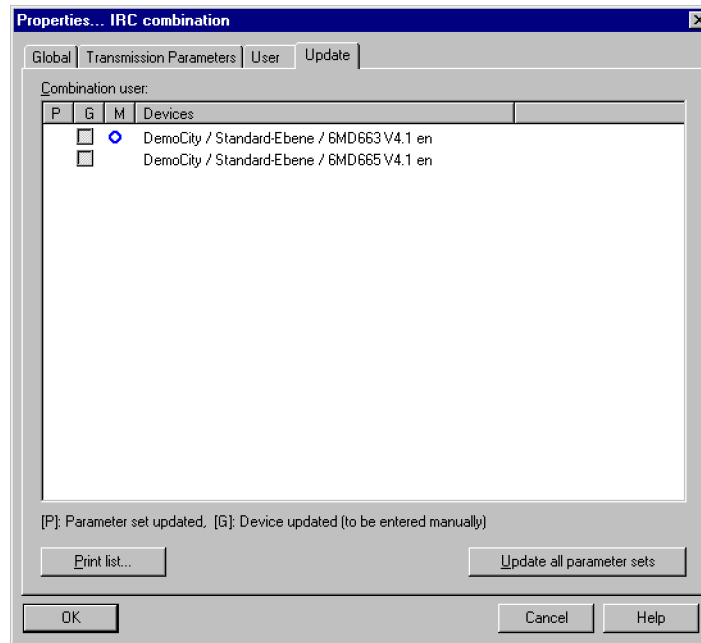 Properties... IRC combination
Global Transmission Parameters User Update
Combination user:
P G M Devices
DemoCity / Standard-Ebene / 6MD663 V4.1 en
DemoCity / Standard-Ebene / 6MD665 V4.1 en
[P]: Parameter set updated, [G]: Device updated (to be entered manually)
Print list... Update all parameter sets
OK Cancel Help